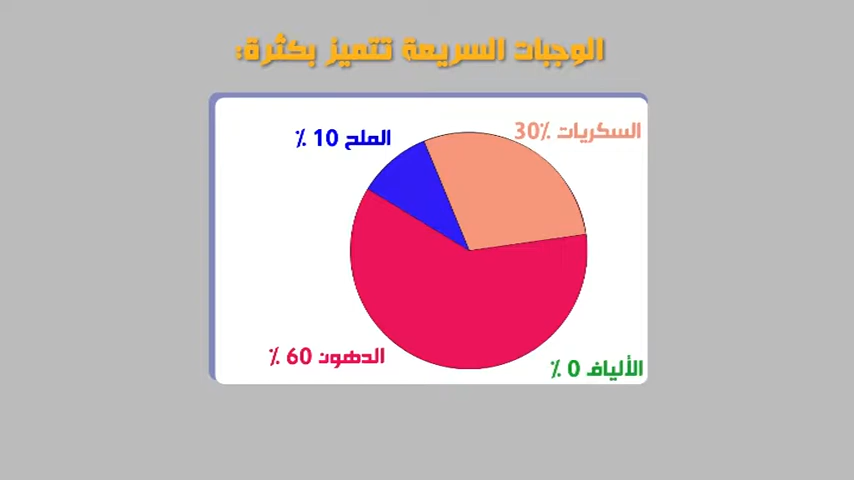 الوجبات السريعة تتميز بكثرة:
السكريات 30%
الملح 10 %
الدهون 60 %
الألياف 0 %